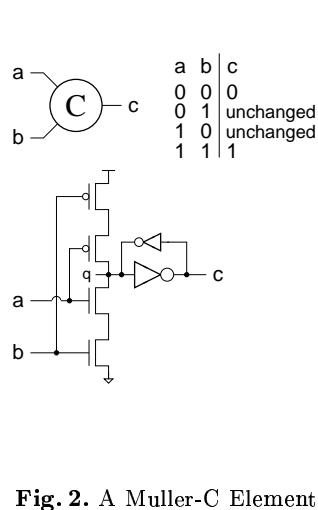 a
b
C
c
a b c
0 0 0
0 1 unchanged
1 0 unchanged
1 1 1
q
a
b
c
Fig. 2. A Muller-C Element